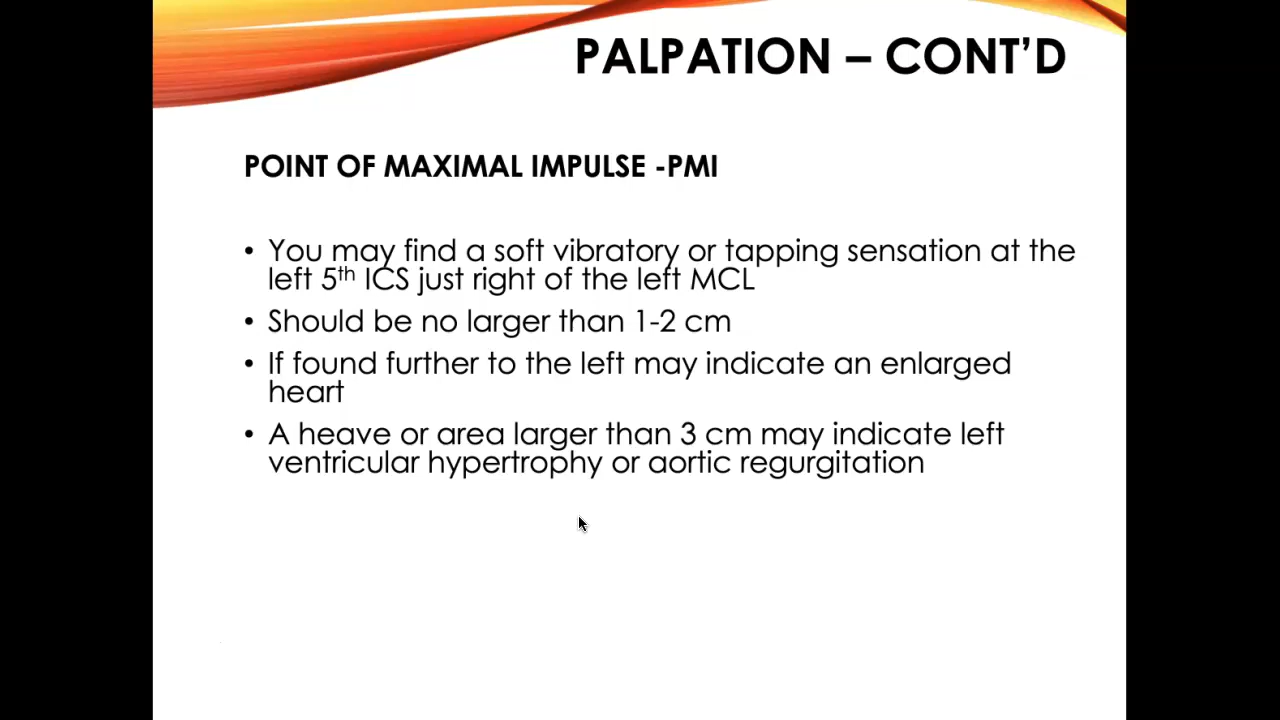 PALPATION – CONT’D
POINT OF MAXIMAL IMPULSE -PMI
• You may find a soft vibratory or tapping sensation at the
left 5th ICS just right of the left MCL
• Should be no larger than 1-2 cm
• If found further to the left may indicate an enlarged
heart
• A heave or area larger than 3 cm may indicate left
ventricular hypertrophy or aortic regurgitation